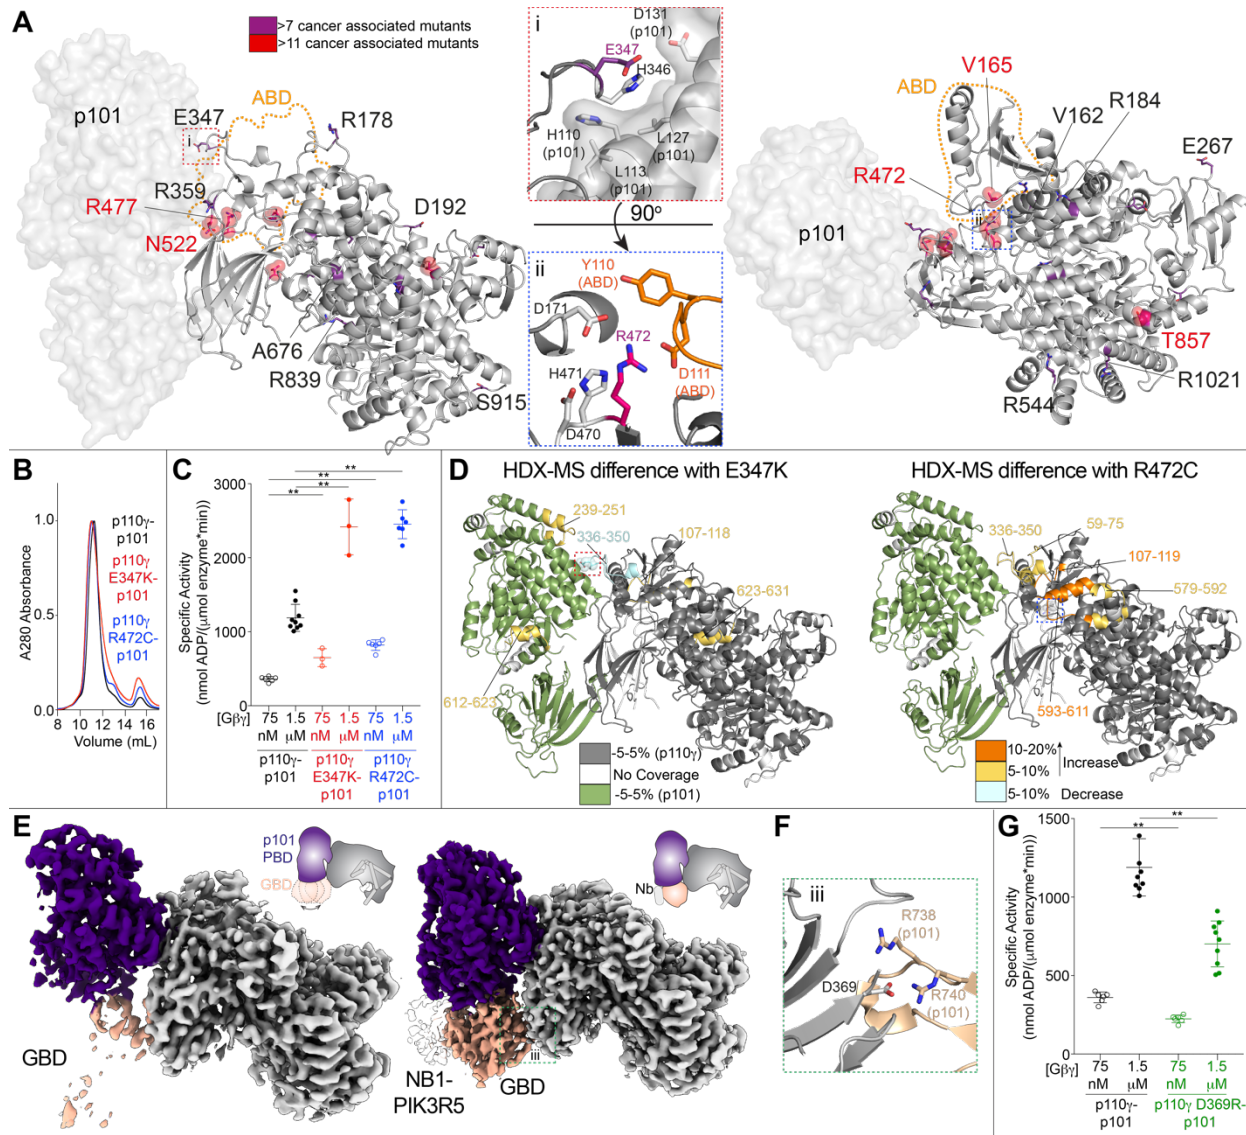 A
>7 cancer associated mutants
>11 cancer associated mutants
p101
E347
i
ABD
R178
R359
R477
N522
D192
A676
R839
S915
i
D131
(p101)
E347
H346
H110
(p101)
L127
(p101)
L113
(p101)
90°
ii
Y110
(ABD)
D171
R472
H471
D111
(ABD)
D470
ABD
V165
V162
R184
E267
R472
ii
p101
T857
R1021
R544
B
A280 Absorbance
1.0
0.5
0.0
8
10
12
14
16
Volume (mL)
p110γ-
p101
p110γ
E347K-
p101
p110γ
R472C-
p101
C
Specific Activity
(nmol ADP/(μmol enzyme*min))
3000
2000
1000
0
**
**
**
**
[Gβγ]
75 nM
1.5 μM
75 nM
1.5 μM
75 nM
1.5 μM
p110γ-
p101
p110γ
E347K-
p101
p110γ
R472C-
p101
D
HDX-MS difference with E347K
239-251
336-350
107-118
623-631
612-623
-5-5% (p110γ)
No Coverage
-5-5% (p101)
HDX-MS difference with R472C
336-350
59-75
107-119
579-592
593-611
10-20%
Increase
5-10%
5-10% Decrease
E
p101
PBD
GBD
GBD
Nb
NB1-
PIK3R5
GBD
iii
F
iii
R738
(p101)
D369
R740
(p101)
G
Specific Activity
(nmol ADP/(μmol enzyme*min))
1500
1000
500
0
**
**
[Gβγ]
75 nM
1.5 μM
75 nM
1.5 μM
p110γ-
p101
p110γ D369R-
p101